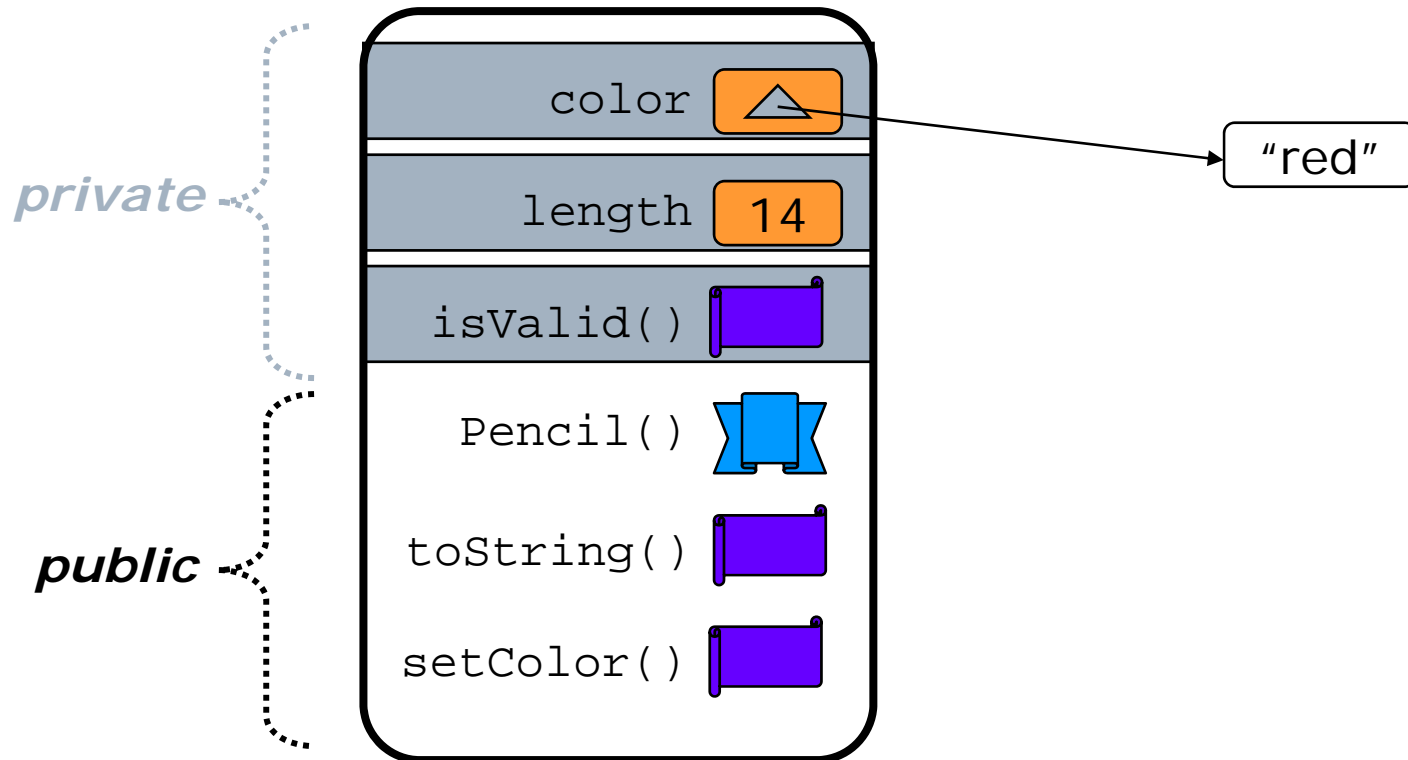 color
“red”
private
length 14
isValid()
Pencil()
toString()
public
setColor()